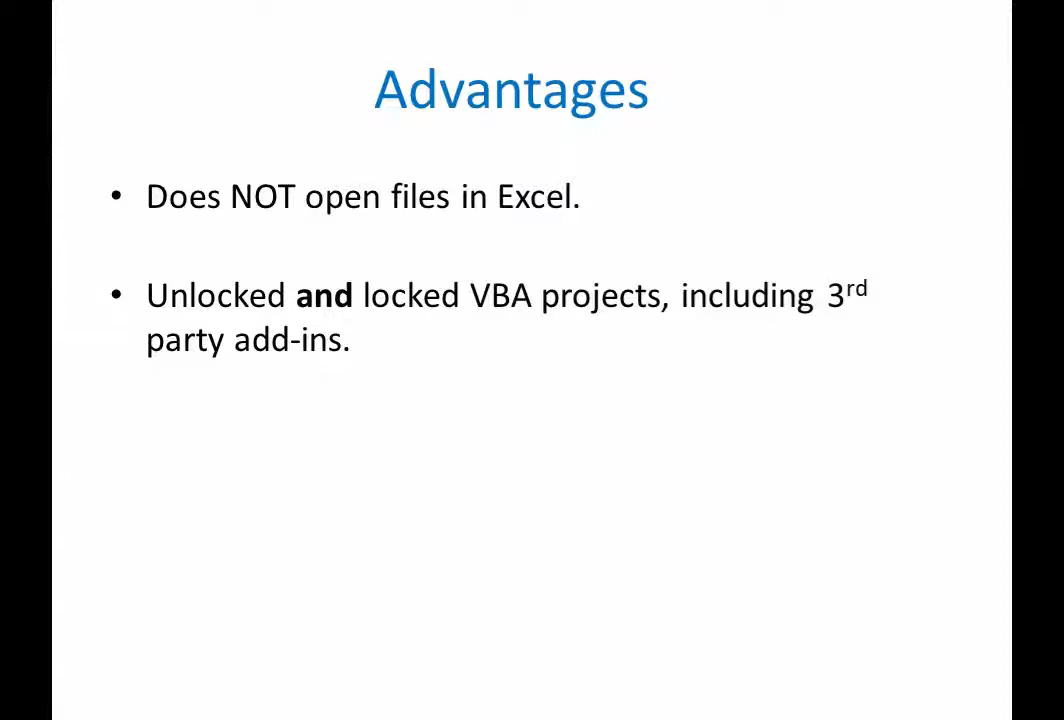 Advantages
• Does NOT open files in Excel.
• Unlocked and locked VBA projects, including 3rd
party add-ins.